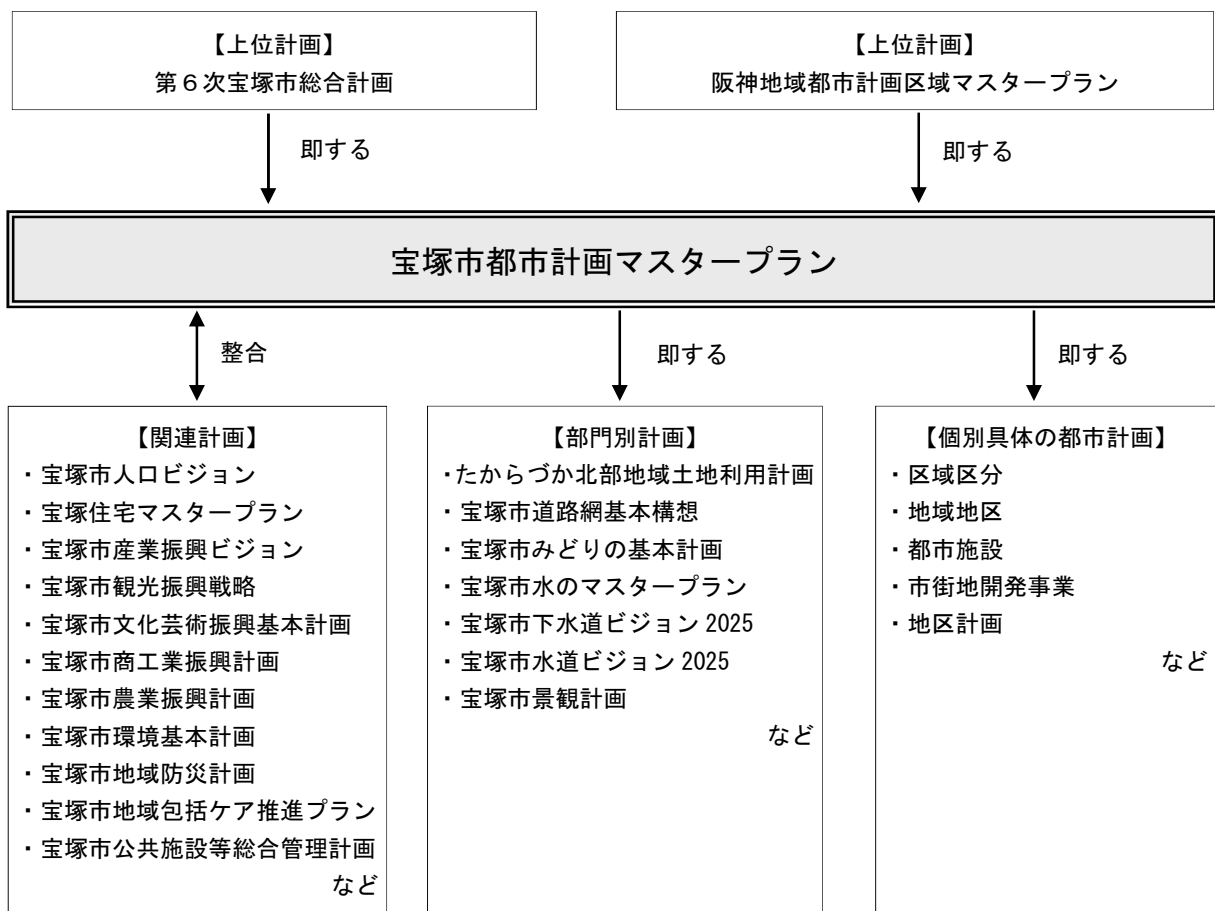 【上位計画】
第６次宝塚市総合計画
【上位計画】
阪神地域都市計画区域マスタープラン
即する
即する
宝塚市都市計画マスタープラン
整合
即する
即する
【関連計画】
・宝塚市人口ビジョン
・宝塚住宅マスタープラン
・宝塚市産業振興ビジョン
・宝塚市観光振興戦略
・宝塚市文化芸術振興基本計画
・宝塚市商工業振興計画
・宝塚市農業振興計画
・宝塚市環境基本計画
・宝塚市地域防災計画
・宝塚市地域包括ケア推進プラン
・宝塚市公共施設等総合管理計画
など
【部門別計画】
・たからづか北部地域土地利用計画
・宝塚市道路網基本構想
・宝塚市みどりの基本計画
・宝塚市水のマスタープラン
・宝塚市下水道ビジョン 2025
・宝塚市水道ビジョン 2025
・宝塚市景観計画
など
【個別具体の都市計画】
・区域区分
・地域地区
・都市施設
・市街地開発事業
・地区計画
など